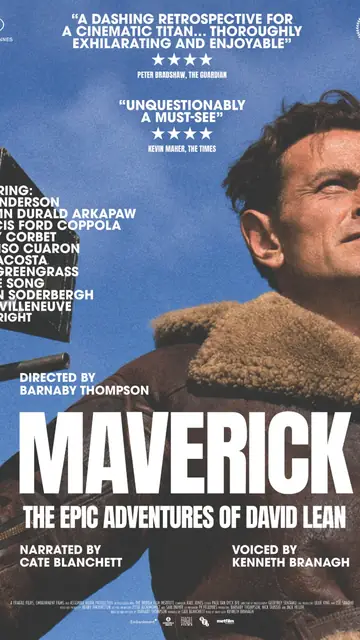 “A DASHING RETROSPECTIVE FOR
A CINEMATIC TITAN... THOROUGHLY
EXHILARATING AND ENJOYABLE”
★★★★
PETER BRADSHAW, THE GUARDIAN
“UNQUESTIONABLY
A MUST-SEE”
★★★★
KEVIN MAHER, THE TIMES
RING:
NDERSON
N DURALD ARKAPAW
CIS FORD COPPOLA
CORBET
NSO CUARON
ACOSTA
GREENGRASS
E SONG
N SODERBERGH
VILLENEUVE
RIGHT
DIRECTED BY
BARNABY THOMPSON
MAVERICK
THE EPIC ADVENTURES OF DAVID LEAN
NARRATED BY
CATE BLANCHETT
VOICED BY
KENNETH BRANAGH